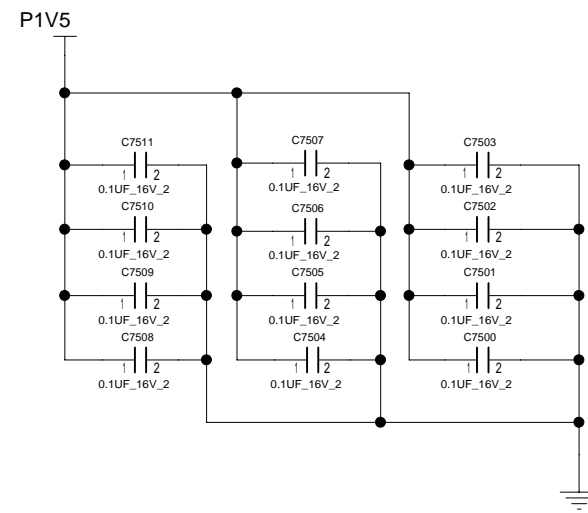 P1V5
C7511
1 2
0.1UF_16V_2
C7510
1 2
0.1UF_16V_2
C7509
1 2
0.1UF_16V_2
C7508
1 2
0.1UF_16V_2
C7507
1 2
0.1UF_16V_2
C7506
1 2
0.1UF_16V_2
C7505
1 2
0.1UF_16V_2
C7504
1 2
0.1UF_16V_2
C7503
1 2
0.1UF_16V_2
C7502
1 2
0.1UF_16V_2
C7501
1 2
0.1UF_16V_2
C7500
1 2
0.1UF_16V_2